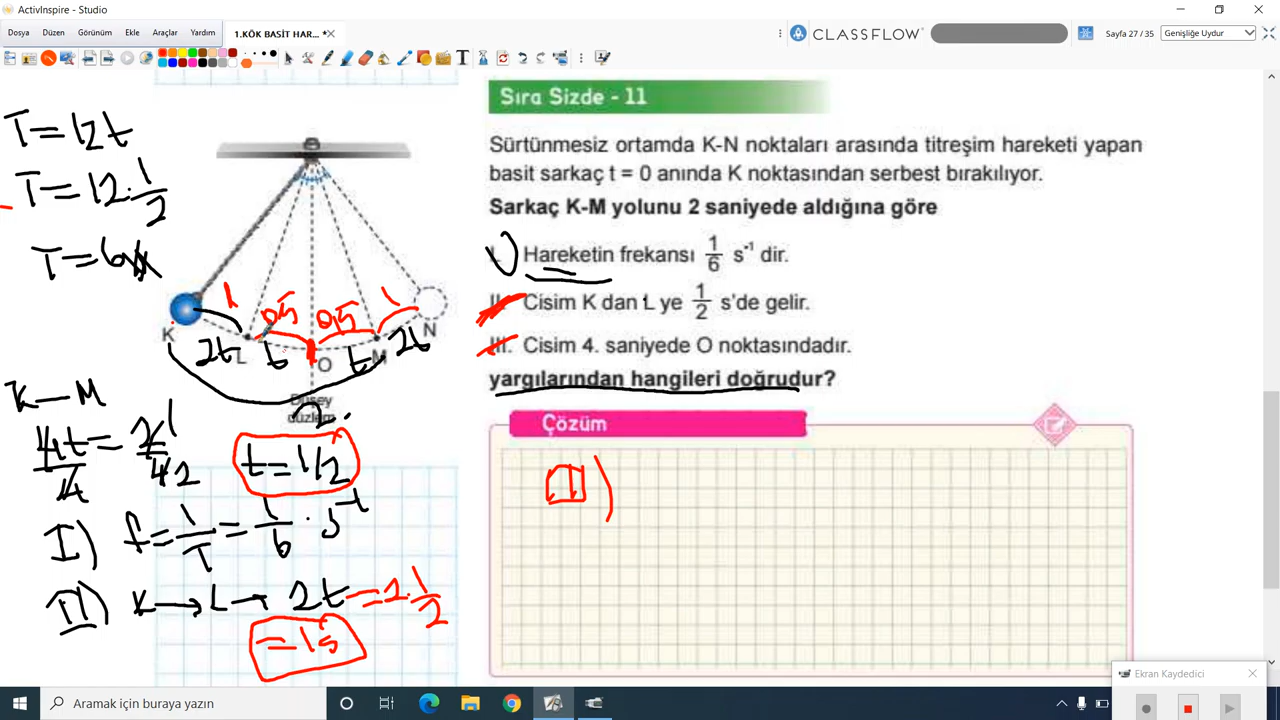 ActivInspire - Studio
Dosya Düzen Görünüm Ekle Araçlar Yardım
1.KÖK BASİT HAR...
CLASSFLOW
Sayfa 27 / 35
Genişliğe Uydur
Sıra Sizde - 11
Sürtünmesiz ortamda K-N noktaları arasında titreşim hareketi yapan
basit sarkaç t = 0 anında K noktasından serbest bırakılıyor.
Sarkaç K-M yolunu 2 saniyede aldığına göre
I. Hareketin frekansı 1/6 s⁻¹ dir.
II. Cisim K dan L ye 1/2 s'de gelir.
III. Cisim 4. saniyede O noktasındadır.
yargılarından hangileri doğrudur?
Çözüm
III)
T=12t
T=12.1/2
T=6
1 0,5 0,5 1
K L O M N
2t t t 2t
Düşey
düzlem
2
K—M
4t=2
t=1/2
I) f=1/T=1/6.s⁻¹
II) K→L→ 2t=2.1/2
=1s
Aramak için buraya yazın
Ekran Kaydedici